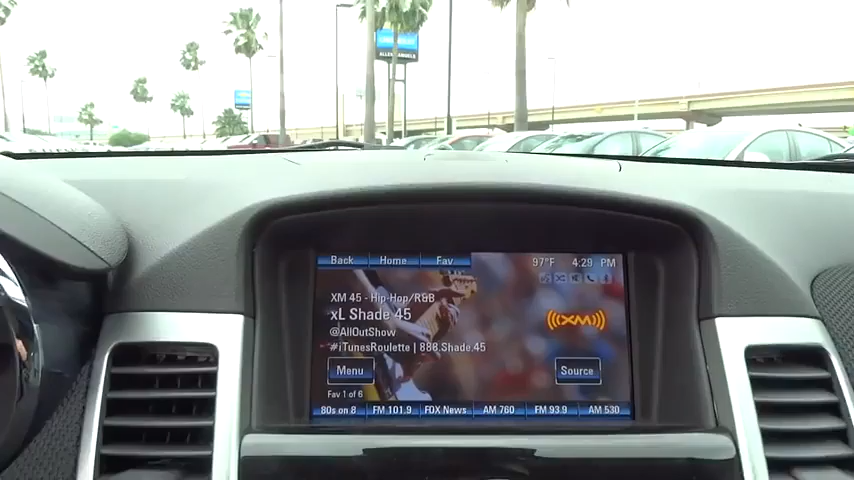 ALLEN SAMUELS
Back Home Fav 97°F 4:29 PM
XM 45 - Hip-Hop/R&B
xL Shade 45
@AllOutShow
#iTunesRoulette | 888.Shade.45
((XM))
Menu Source
Fav 1 of 6
80s on 8 FM 101.9 FOX News AM 760 FM 93.9 AM 530